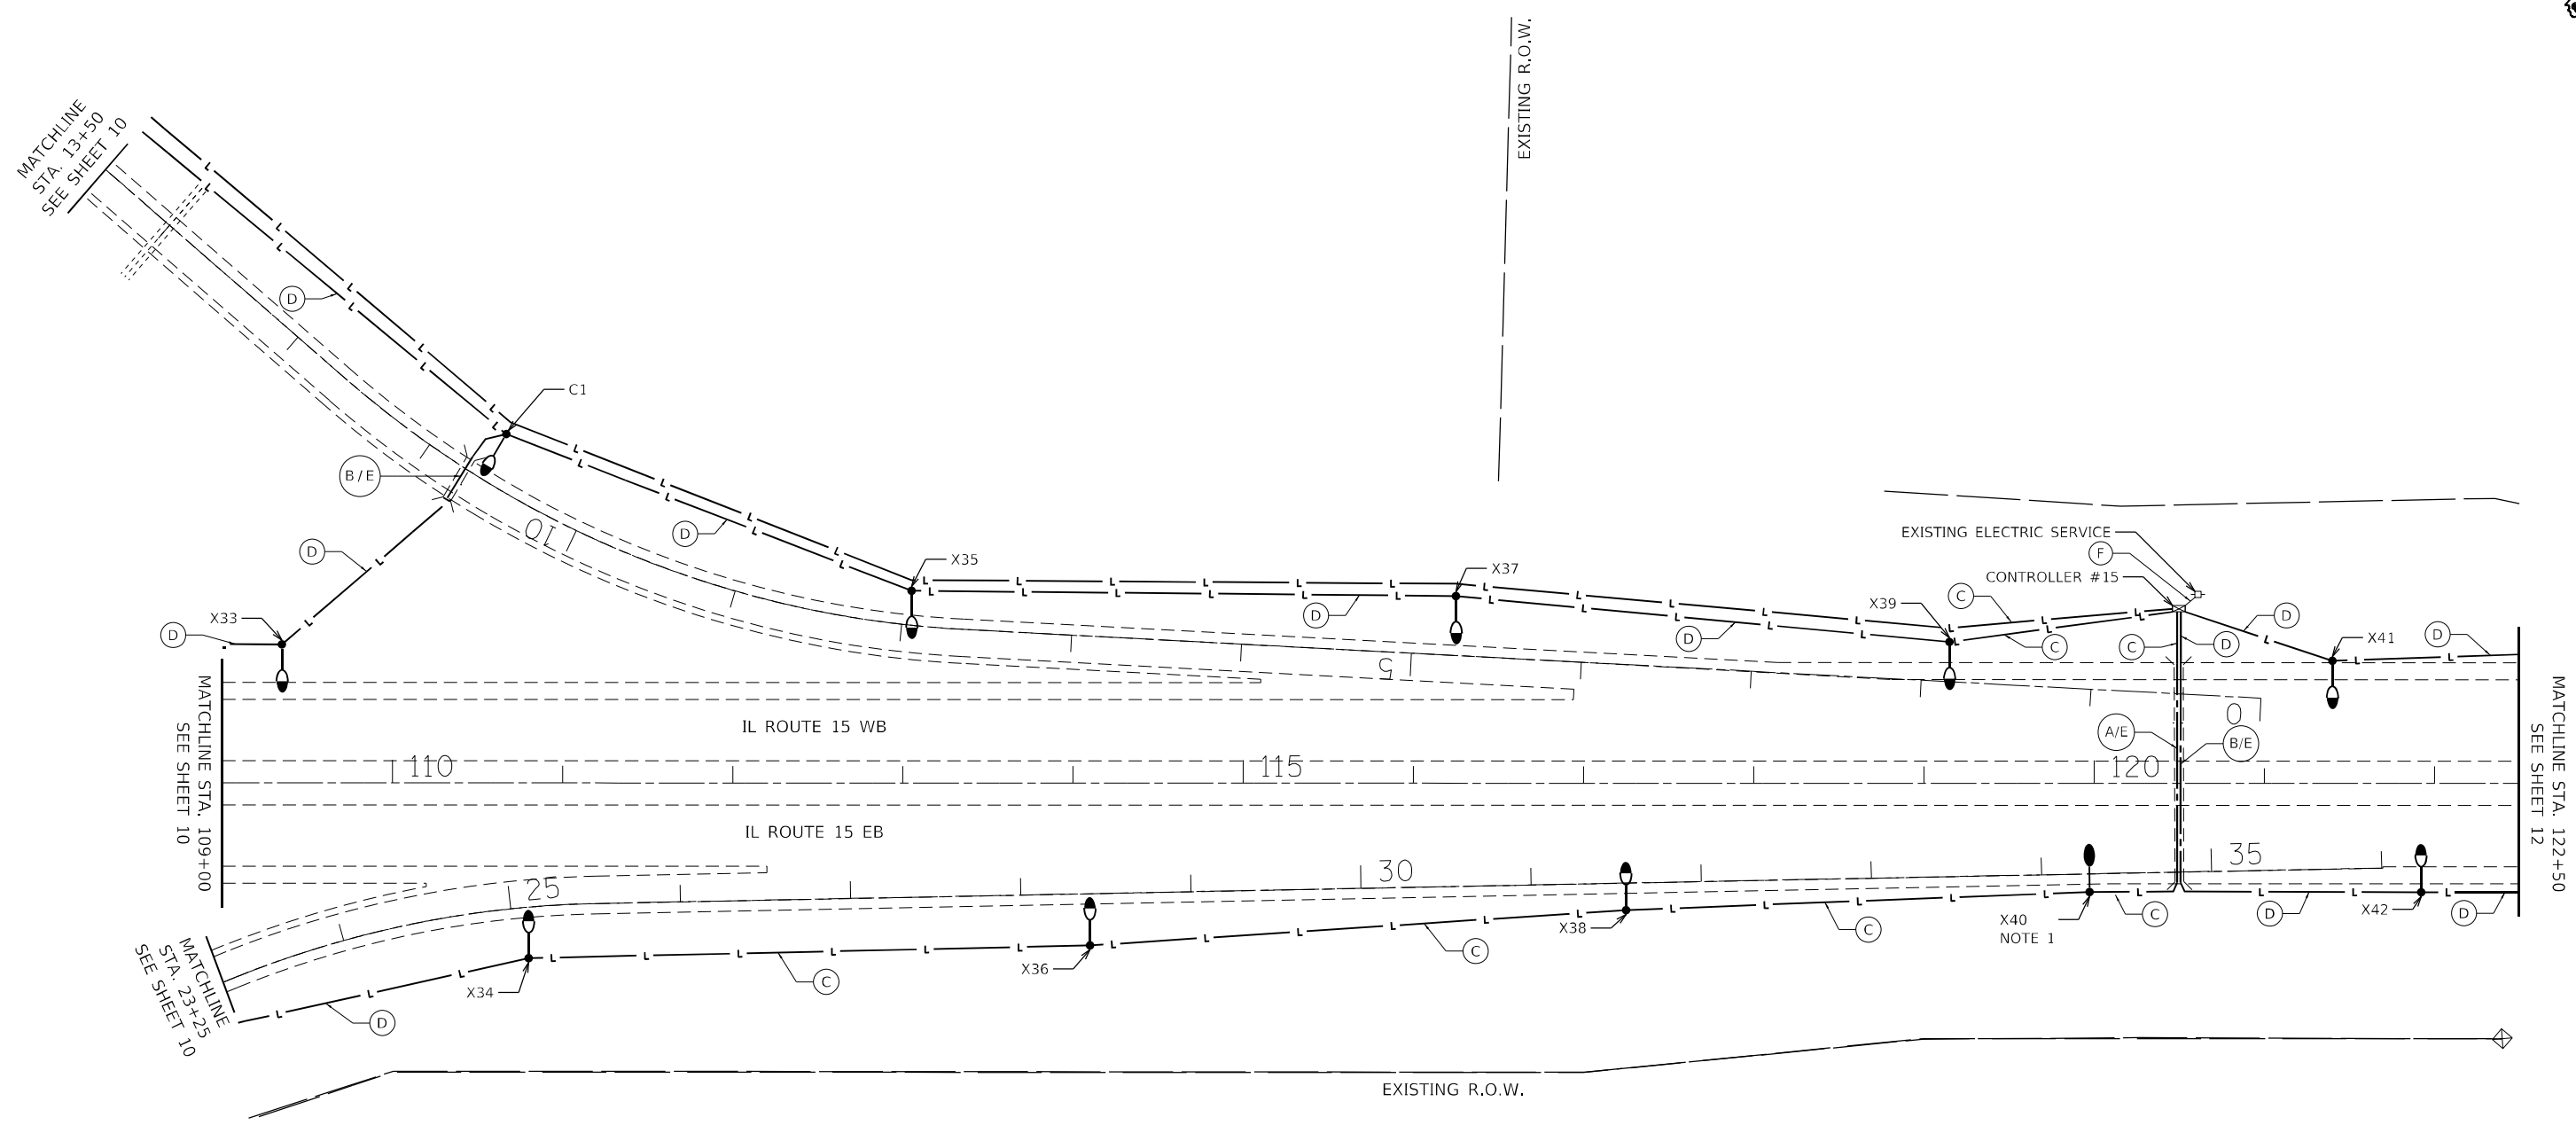 EXISTING R.O.W.
MATCHLINE
STA. 13+50
SEE SHEET 10
D
C1
B/E
D
10
D
X33
D
X35
D
X37
D
X39
C
C
EXISTING ELECTRIC SERVICE
F
CONTROLLER #15
C
D
D
X41
D
5
0
A/E
B/E
MATCHLINE STA. 109+00
SEE SHEET 10
IL ROUTE 15 WB
110
115
120
IL ROUTE 15 EB
MATCHLINE STA. 122+50
SEE SHEET 12
25
30
35
MATCHLINE
STA. 23+25
SEE SHEET 10
D
X34
C
X36
C
X38
C
X40
NOTE 1
C
D
X42
D
EXISTING R.O.W.